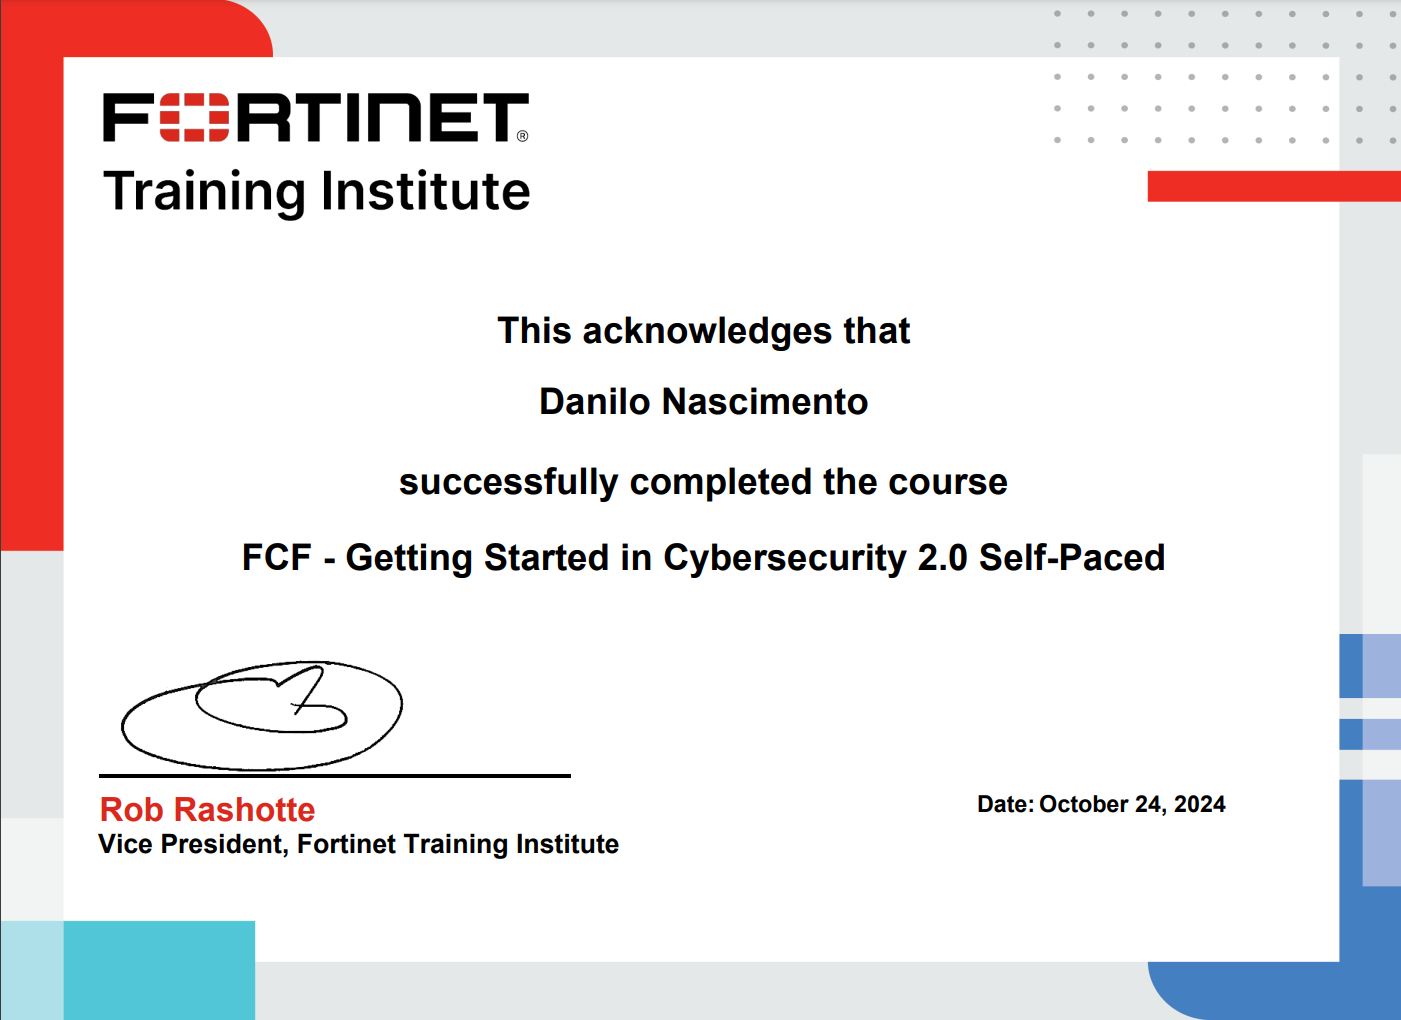 FORTINET®
Training Institute
This acknowledges that
Danilo Nascimento
successfully completed the course
FCF - Getting Started in Cybersecurity 2.0 Self-Paced
Rob Rashotte
Vice President, Fortinet Training Institute
Date: October 24, 2024